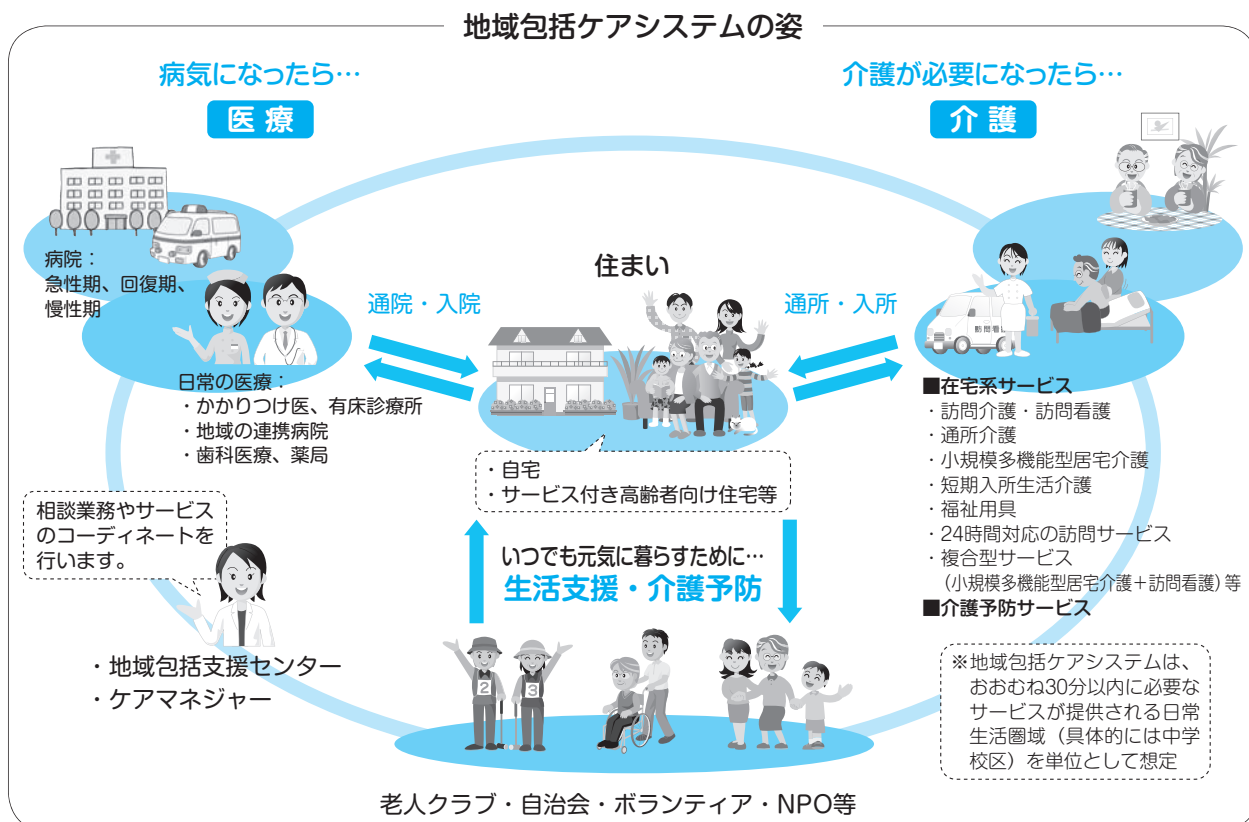 地域包括ケアシステムの姿
病気になったら…
医療
病院：
急性期、回復期、
慢性期
日常の医療：
・かかりつけ医、有床診療所
・地域の連携病院
・歯科医療、薬局
通院・入院
住まい
・自宅
・サービス付き高齢者向け住宅等
通所・入所
介護が必要になったら…
介護
訪問看
■在宅系サービス
・訪問介護・訪問看護
・通所介護
・小規模多機能型居宅介護
・短期入所生活介護
・福祉用具
・24時間対応の訪問サービス
・複合型サービス
（小規模多機能型居宅介護＋訪問看護）等
■介護予防サービス
相談業務やサービス
のコーディネートを
行います。
・地域包括支援センター
・ケアマネジャー
いつでも元気に暮らすために…
生活支援・介護予防
2
3
老人クラブ・自治会・ボランティア・NPO等
※地域包括ケアシステムは、
おおむね30分以内に必要な
サービスが提供される日常
生活圏域（具体的には中学
校区）を単位として想定